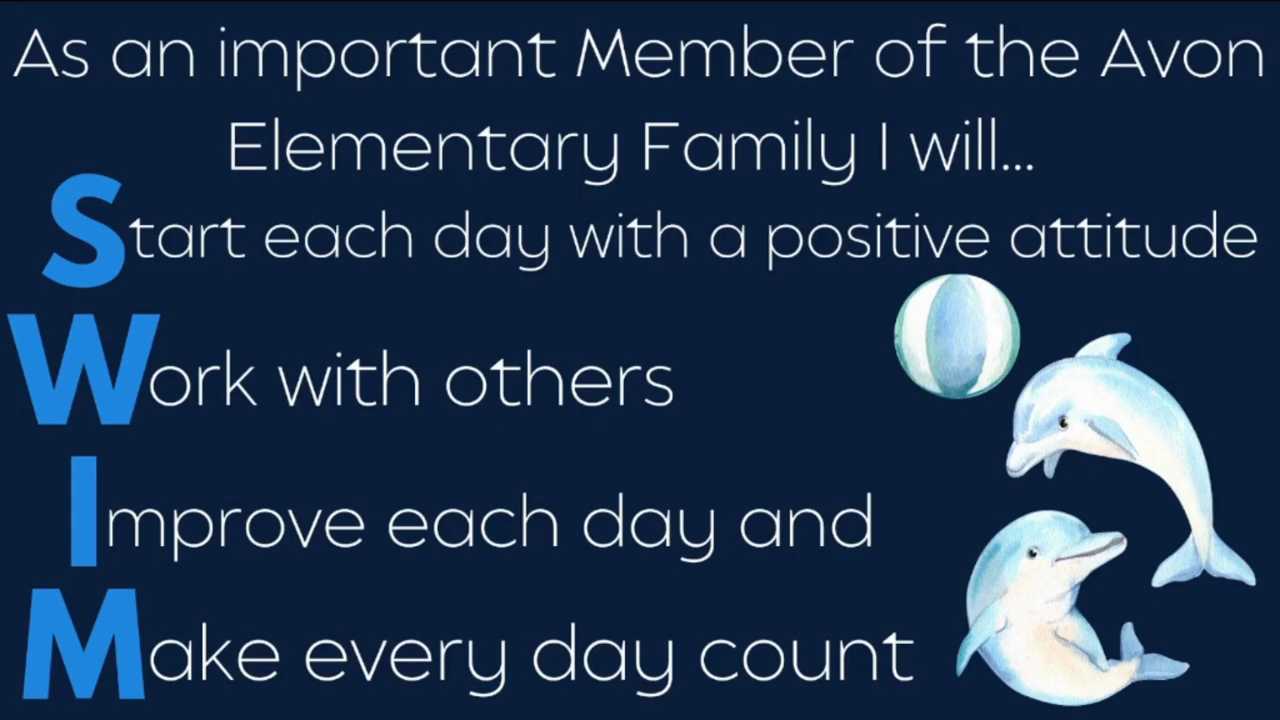 As an important Member of the Avon
Elementary Family I will...
Start each day with a positive attitude
Work with others
Improve each day and
Make every day count